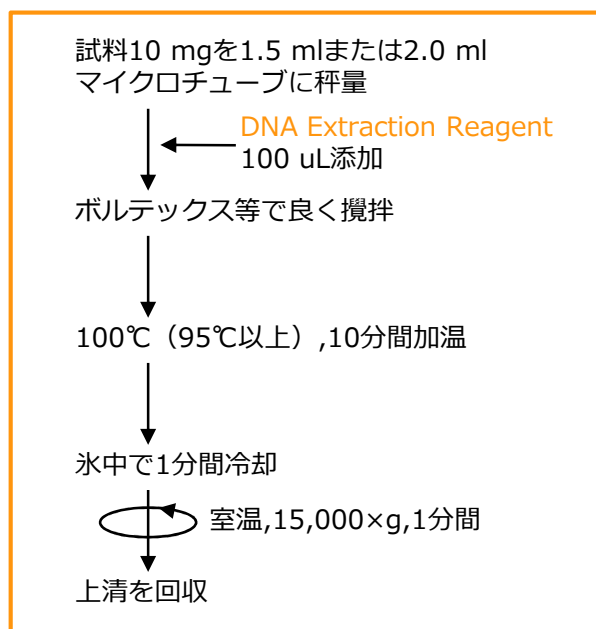 試料10 mgを1.5 mlまたは2.0 ml
マイクロチューブに秤量
DNA Extraction Reagent
100 uL添加
ボルテックス等で良く攪拌
100℃（95℃以上）,10分間加温
氷中で1分間冷却
室温,15,000×g,1分間
上清を回収